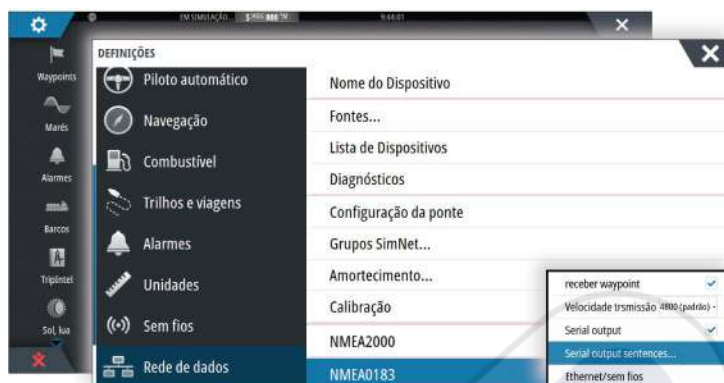 EM SIMULAÇÃO...
9:44:01
DEFINIÇÕES
Waypoints
Marés
Alarmes
Barcos
TripIntel
Sol, lua
Piloto automático
Navegação
Combustível
Trilhos e viagens
Alarmes
Unidades
Sem fios
Rede de dados
Nome do Dispositivo
Fontes...
Lista de Dispositivos
Diagnósticos
Configuração da ponte
Grupos SimNet...
Amortecimento...
Calibração
NMEA2000
NMEA0183
receber waypoint
Velocidade trsmissão 4800 (padrão)
Serial output
Serial output sentences...
Ethernet/sem fios